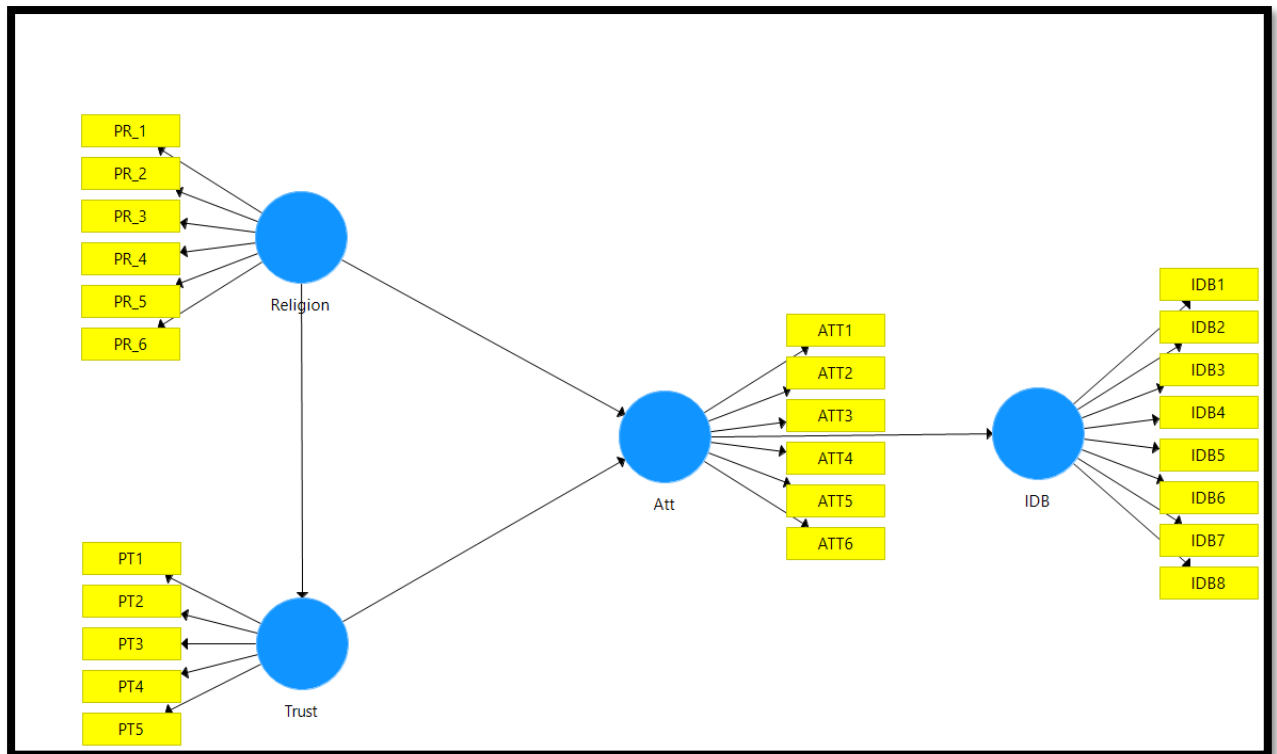 PR_1
PR_2
PR_3
PR_4
PR_5
PR_6
Religion
PT1
PT2
PT3
PT4
PT5
Trust
ATT1
ATT2
ATT3
ATT4
ATT5
ATT6
Att
IDB1
IDB2
IDB3
IDB4
IDB5
IDB6
IDB7
IDB8
IDB